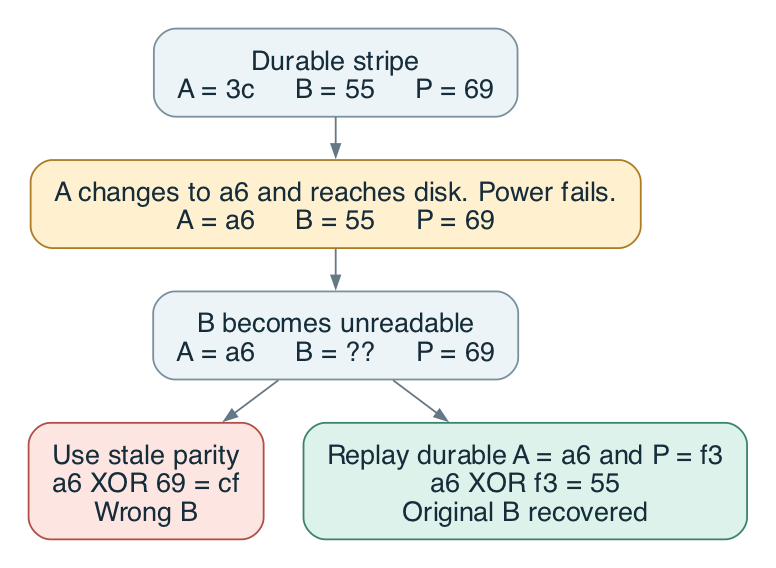 Durable stripe
A = 3c B = 55 P = 69
A changes to a6 and reaches disk. Power fails.
A = a6 B = 55 P = 69
B becomes unreadable
A = a6 B = ?? P = 69
Use stale parity
a6 XOR 69 = cf
Wrong B
Replay durable A = a6 and P = f3
a6 XOR f3 = 55
Original B recovered